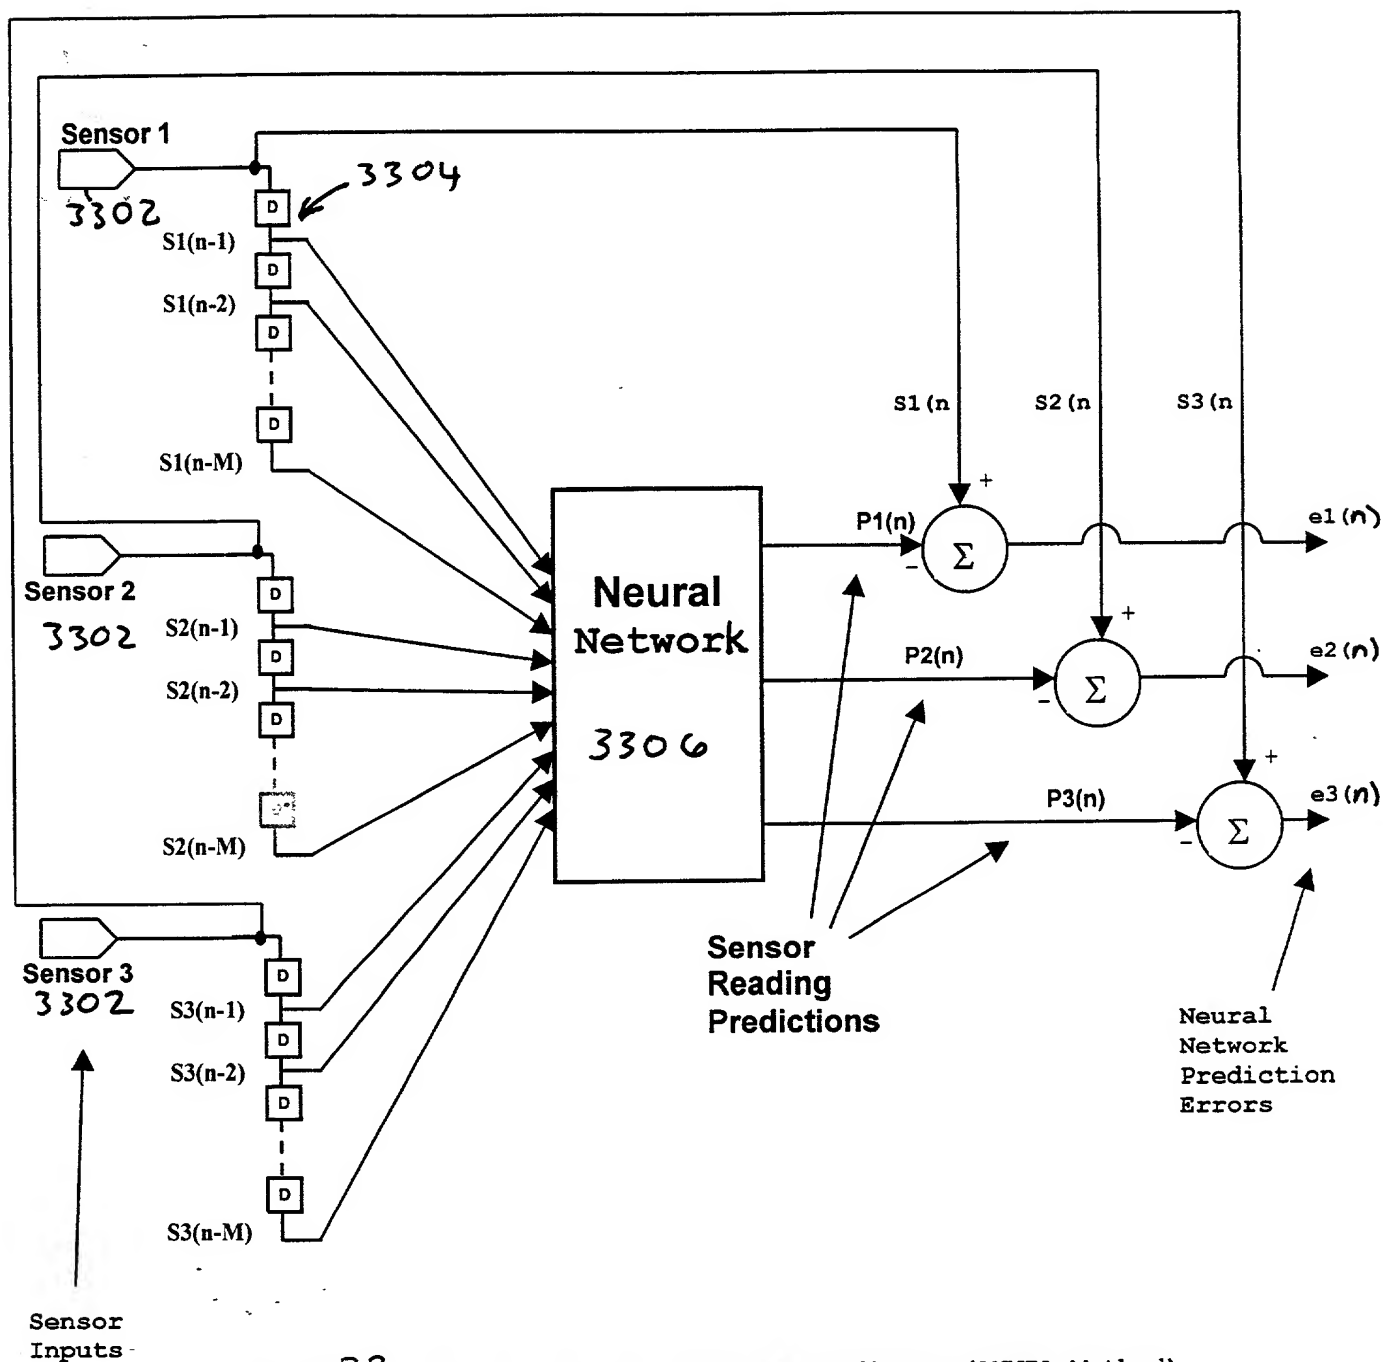 Sensor 1
3302
3304
D
S1(n-1)
D
S1(n-2)
D
D
S1(n-M)
S1(n
S2(n
S3(n
Sensor 2
3302
D
S2(n-1)
D
S2(n-2)
D
S2(n-M)
Sensor 3
3302
D
S3(n-1)
D
S3(n-2)
D
D
S3(n-M)
Neural
Network
3306
P1(n)
+
-
Σ
e1(n)
P2(n)
+
-
Σ
e2(n)
P3(n)
+
-
Σ
e3(n)
Sensor
Reading
Predictions
Neural
Network
Prediction
Errors
Sensor
Inputs